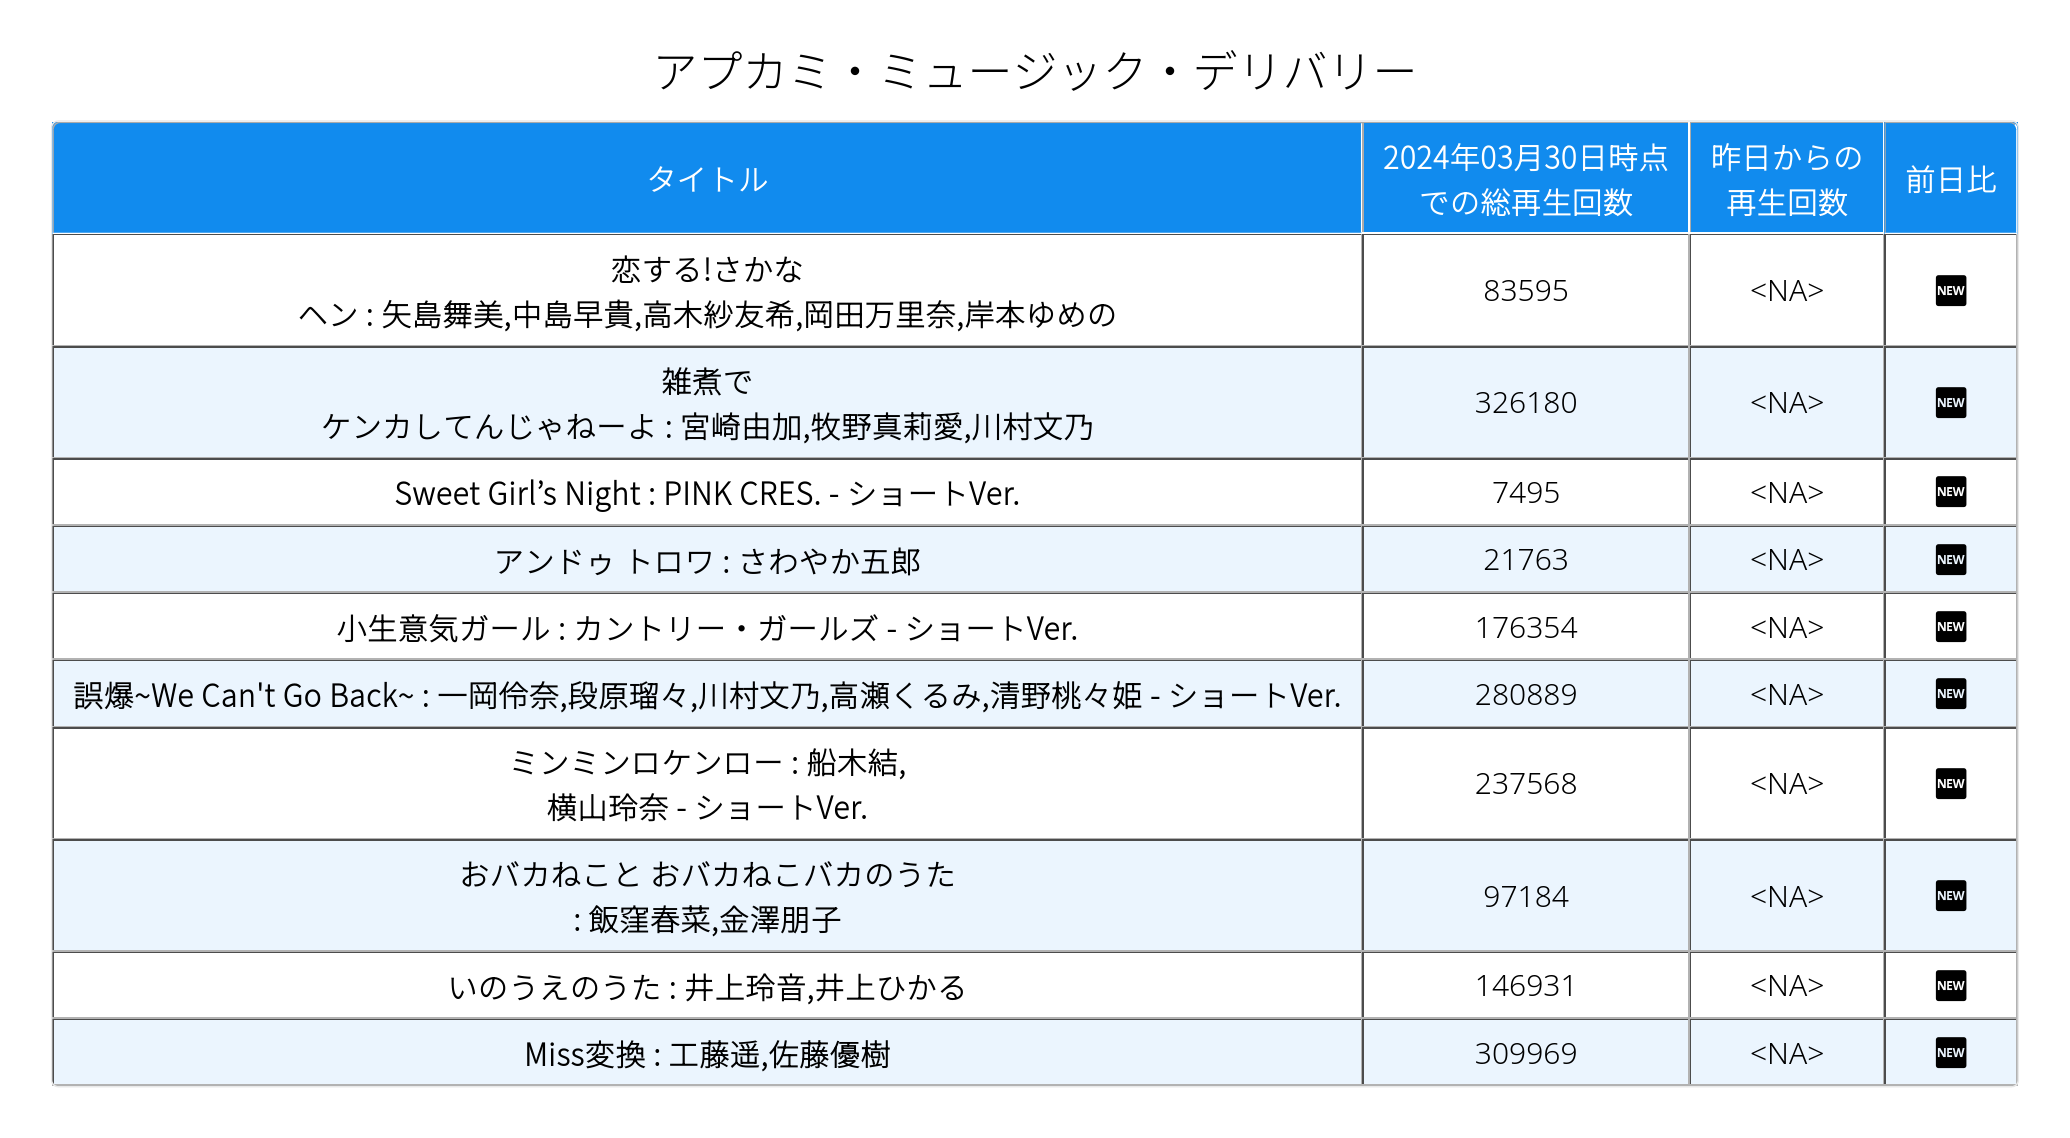 アプカミ・ミュージック・デリバリー
タイトル
2024年03月30日時点
での総再生回数
昨日からの
再生回数
前日比
恋する!さかな
ヘン : 矢島舞美,中島早貴,高木紗友希,岡田万里奈,岸本ゆめの
83595
<NA>
NEW
雑煮で
ケンカしてんじゃねーよ : 宮崎由加,牧野真莉愛,川村文乃
326180
<NA>
NEW
Sweet Girl’s Night : PINK CRES. - ショートVer.
7495
<NA>
NEW
アンドゥ トロワ : さわやか五郎
21763
<NA>
NEW
小生意気ガール : カントリー・ガールズ - ショートVer.
176354
<NA>
NEW
誤爆~We Can't Go Back~ : 一岡伶奈,段原瑠々,川村文乃,高瀬くるみ,清野桃々姫 - ショートVer.
280889
<NA>
NEW
ミンミンロケンロー : 船木結,
横山玲奈 - ショートVer.
237568
<NA>
NEW
おバカねこと おバカねこバカのうた
: 飯窪春菜,金澤朋子
97184
<NA>
NEW
いのうえのうた : 井上玲音,井上ひかる
146931
<NA>
NEW
Miss変換 : 工藤遥,佐藤優樹
309969
<NA>
NEW